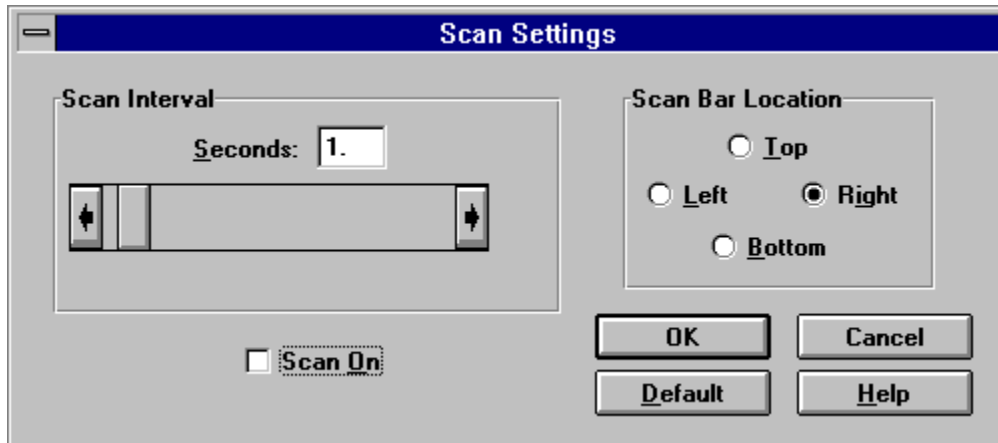 Scan Settings
Scan Interval
Seconds: 1.
Scan On
Scan Bar Location
Top
Left Right
Bottom
OK Cancel
Default Help